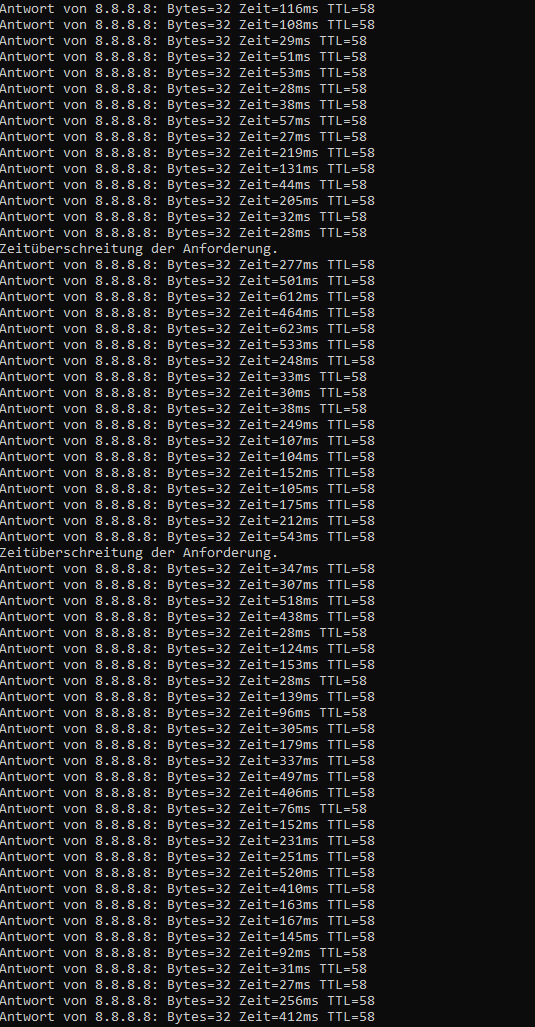 Antwort von 8.8.8.8: Bytes=32 Zeit=116ms TTL=58
Antwort von 8.8.8.8: Bytes=32 Zeit=108ms TTL=58
Antwort von 8.8.8.8: Bytes=32 Zeit=29ms TTL=58
Antwort von 8.8.8.8: Bytes=32 Zeit=51ms TTL=58
Antwort von 8.8.8.8: Bytes=32 Zeit=53ms TTL=58
Antwort von 8.8.8.8: Bytes=32 Zeit=28ms TTL=58
Antwort von 8.8.8.8: Bytes=32 Zeit=38ms TTL=58
Antwort von 8.8.8.8: Bytes=32 Zeit=57ms TTL=58
Antwort von 8.8.8.8: Bytes=32 Zeit=27ms TTL=58
Antwort von 8.8.8.8: Bytes=32 Zeit=219ms TTL=58
Antwort von 8.8.8.8: Bytes=32 Zeit=131ms TTL=58
Antwort von 8.8.8.8: Bytes=32 Zeit=44ms TTL=58
Antwort von 8.8.8.8: Bytes=32 Zeit=205ms TTL=58
Antwort von 8.8.8.8: Bytes=32 Zeit=32ms TTL=58
Antwort von 8.8.8.8: Bytes=32 Zeit=28ms TTL=58
Zeitüberschreitung der Anforderung.
Antwort von 8.8.8.8: Bytes=32 Zeit=277ms TTL=58
Antwort von 8.8.8.8: Bytes=32 Zeit=501ms TTL=58
Antwort von 8.8.8.8: Bytes=32 Zeit=612ms TTL=58
Antwort von 8.8.8.8: Bytes=32 Zeit=464ms TTL=58
Antwort von 8.8.8.8: Bytes=32 Zeit=623ms TTL=58
Antwort von 8.8.8.8: Bytes=32 Zeit=533ms TTL=58
Antwort von 8.8.8.8: Bytes=32 Zeit=248ms TTL=58
Antwort von 8.8.8.8: Bytes=32 Zeit=33ms TTL=58
Antwort von 8.8.8.8: Bytes=32 Zeit=30ms TTL=58
Antwort von 8.8.8.8: Bytes=32 Zeit=38ms TTL=58
Antwort von 8.8.8.8: Bytes=32 Zeit=249ms TTL=58
Antwort von 8.8.8.8: Bytes=32 Zeit=107ms TTL=58
Antwort von 8.8.8.8: Bytes=32 Zeit=104ms TTL=58
Antwort von 8.8.8.8: Bytes=32 Zeit=152ms TTL=58
Antwort von 8.8.8.8: Bytes=32 Zeit=105ms TTL=58
Antwort von 8.8.8.8: Bytes=32 Zeit=175ms TTL=58
Antwort von 8.8.8.8: Bytes=32 Zeit=212ms TTL=58
Antwort von 8.8.8.8: Bytes=32 Zeit=543ms TTL=58
Zeitüberschreitung der Anforderung.
Antwort von 8.8.8.8: Bytes=32 Zeit=347ms TTL=58
Antwort von 8.8.8.8: Bytes=32 Zeit=307ms TTL=58
Antwort von 8.8.8.8: Bytes=32 Zeit=518ms TTL=58
Antwort von 8.8.8.8: Bytes=32 Zeit=438ms TTL=58
Antwort von 8.8.8.8: Bytes=32 Zeit=28ms TTL=58
Antwort von 8.8.8.8: Bytes=32 Zeit=124ms TTL=58
Antwort von 8.8.8.8: Bytes=32 Zeit=153ms TTL=58
Antwort von 8.8.8.8: Bytes=32 Zeit=28ms TTL=58
Antwort von 8.8.8.8: Bytes=32 Zeit=139ms TTL=58
Antwort von 8.8.8.8: Bytes=32 Zeit=96ms TTL=58
Antwort von 8.8.8.8: Bytes=32 Zeit=305ms TTL=58
Antwort von 8.8.8.8: Bytes=32 Zeit=179ms TTL=58
Antwort von 8.8.8.8: Bytes=32 Zeit=337ms TTL=58
Antwort von 8.8.8.8: Bytes=32 Zeit=497ms TTL=58
Antwort von 8.8.8.8: Bytes=32 Zeit=406ms TTL=58
Antwort von 8.8.8.8: Bytes=32 Zeit=76ms TTL=58
Antwort von 8.8.8.8: Bytes=32 Zeit=152ms TTL=58
Antwort von 8.8.8.8: Bytes=32 Zeit=231ms TTL=58
Antwort von 8.8.8.8: Bytes=32 Zeit=251ms TTL=58
Antwort von 8.8.8.8: Bytes=32 Zeit=520ms TTL=58
Antwort von 8.8.8.8: Bytes=32 Zeit=410ms TTL=58
Antwort von 8.8.8.8: Bytes=32 Zeit=163ms TTL=58
Antwort von 8.8.8.8: Bytes=32 Zeit=167ms TTL=58
Antwort von 8.8.8.8: Bytes=32 Zeit=145ms TTL=58
Antwort von 8.8.8.8: Bytes=32 Zeit=92ms TTL=58
Antwort von 8.8.8.8: Bytes=32 Zeit=31ms TTL=58
Antwort von 8.8.8.8: Bytes=32 Zeit=27ms TTL=58
Antwort von 8.8.8.8: Bytes=32 Zeit=256ms TTL=58
Antwort von 8.8.8.8: Bytes=32 Zeit=412ms TTL=58